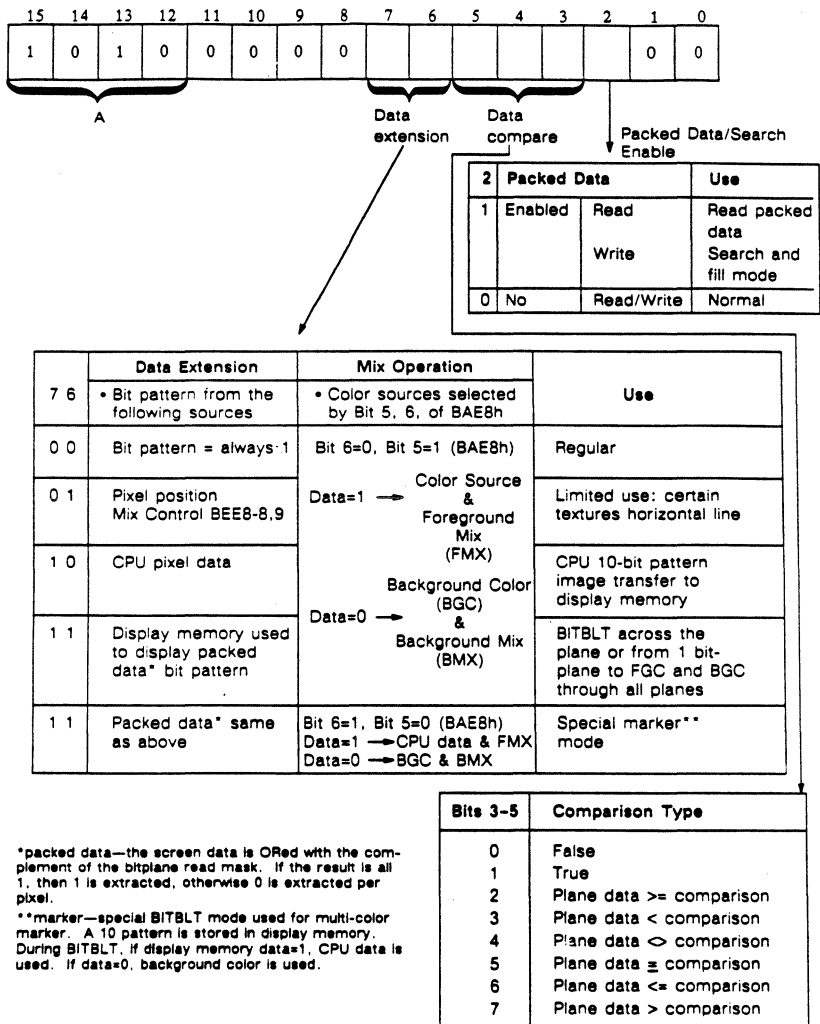 15 14 13 12 11 10 9 8 7 6 5 4 3 2 1 0
1 0 1 0 0 0 0 0 0 0
A
Data extension
Data compare
Packed Data/Search Enable
2 Packed Data Use
1 Enabled Read Read packed data
Write Search and fill mode
0 No Read/Write Normal
Data Extension Mix Operation
7 6 • Bit pattern from the following sources • Color sources selected by Bit 5, 6, of BAE8h Use
0 0 Bit pattern = always 1 Bit 6=0, Bit 5=1 (BAE8h) Regular
0 1 Pixel position Mix Control BEE8-8,9 Data=1 → Color Source & Foreground Mix (FMX) Limited use: certain textures horizontal line
1 0 CPU pixel data CPU 10-bit pattern image transfer to display memory
Data=0 → Background Color (BGC) & Background Mix (BMX)
1 1 Display memory used to display packed data* bit pattern BITBLT across the plane or from 1 bit-plane to FGC and BGC through all planes
1 1 Packed data* same as above Bit 6=1, Bit 5=0 (BAE8h) Special marker** mode
Data=1 → CPU data & FMX
Data=0 → BGC & BMX
*packed data—the screen data is ORed with the com-
plement of the bitplane read mask. If the result is all
1, then 1 is extracted, otherwise 0 is extracted per
pixel.
**marker—special BITBLT mode used for multi-color
marker. A 10 pattern is stored in display memory.
During BITBLT, if display memory data=1, CPU data is
used. If data=0, background color is used.
Bits 3-5 Comparison Type
0 False
1 True
2 Plane data >= comparison
3 Plane data < comparison
4 Plane data <> comparison
5 Plane data = comparison
6 Plane data <= comparison
7 Plane data > comparison